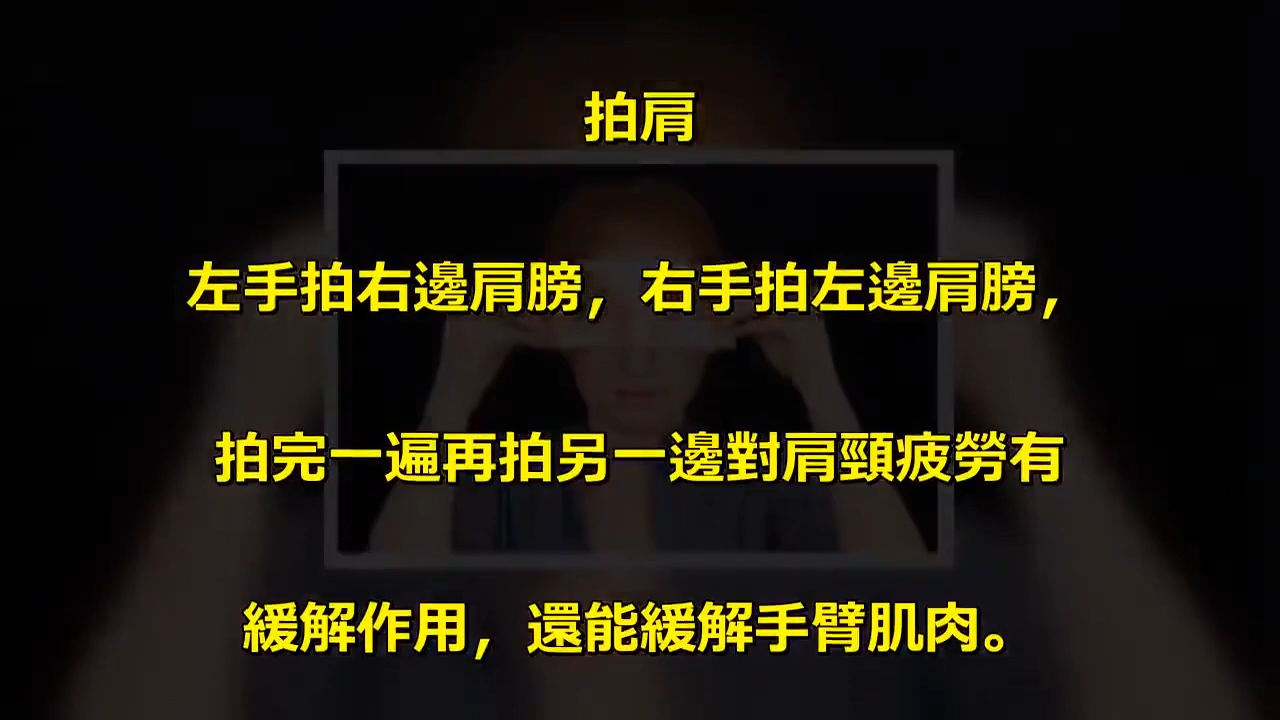 拍肩
左手拍右邊肩膀，右手拍左邊肩膀，
拍完一遍再拍另一邊對肩頸疲勞有
緩解作用，還能緩解手臂肌肉。